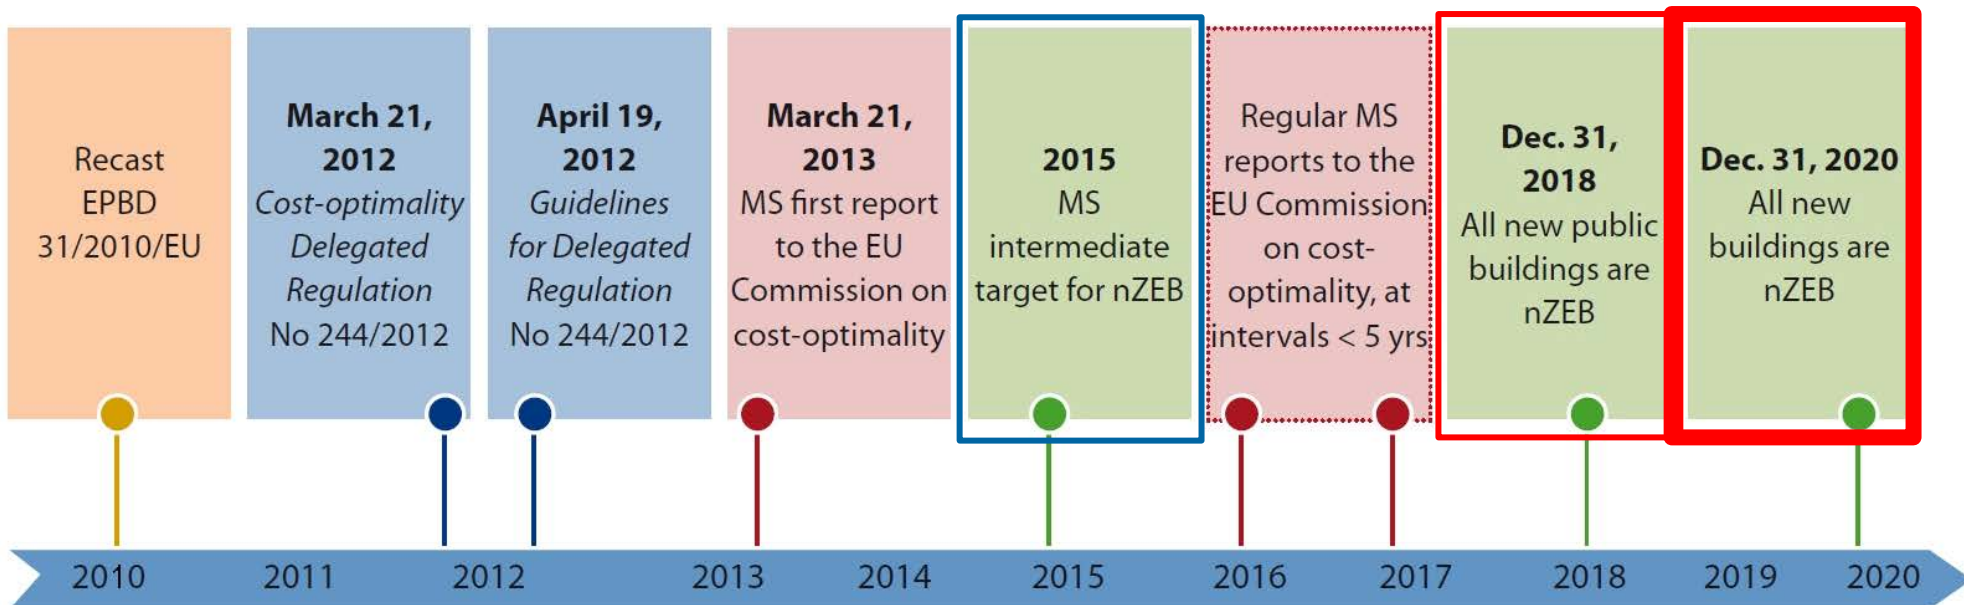 Recast
EPBD
31/2010/EU
March 21,
2012
Cost-optimality
Delegated
Regulation
No 244/2012
April 19,
2012
Guidelines
for Delegated
Regulation
No 244/2012
March 21,
2013
MS first report
to the EU
Commission on
cost-optimality
2015
MS
intermediate
target for nZEB
Regular MS
reports to the
EU Commission
on cost-
optimality, at
intervals < 5 yrs
Dec. 31,
2018
All new public
buildings are
nZEB
Dec. 31, 2020
All new
buildings are
nZEB
2010 2011 2012 2013 2014 2015 2016 2017 2018 2019 2020